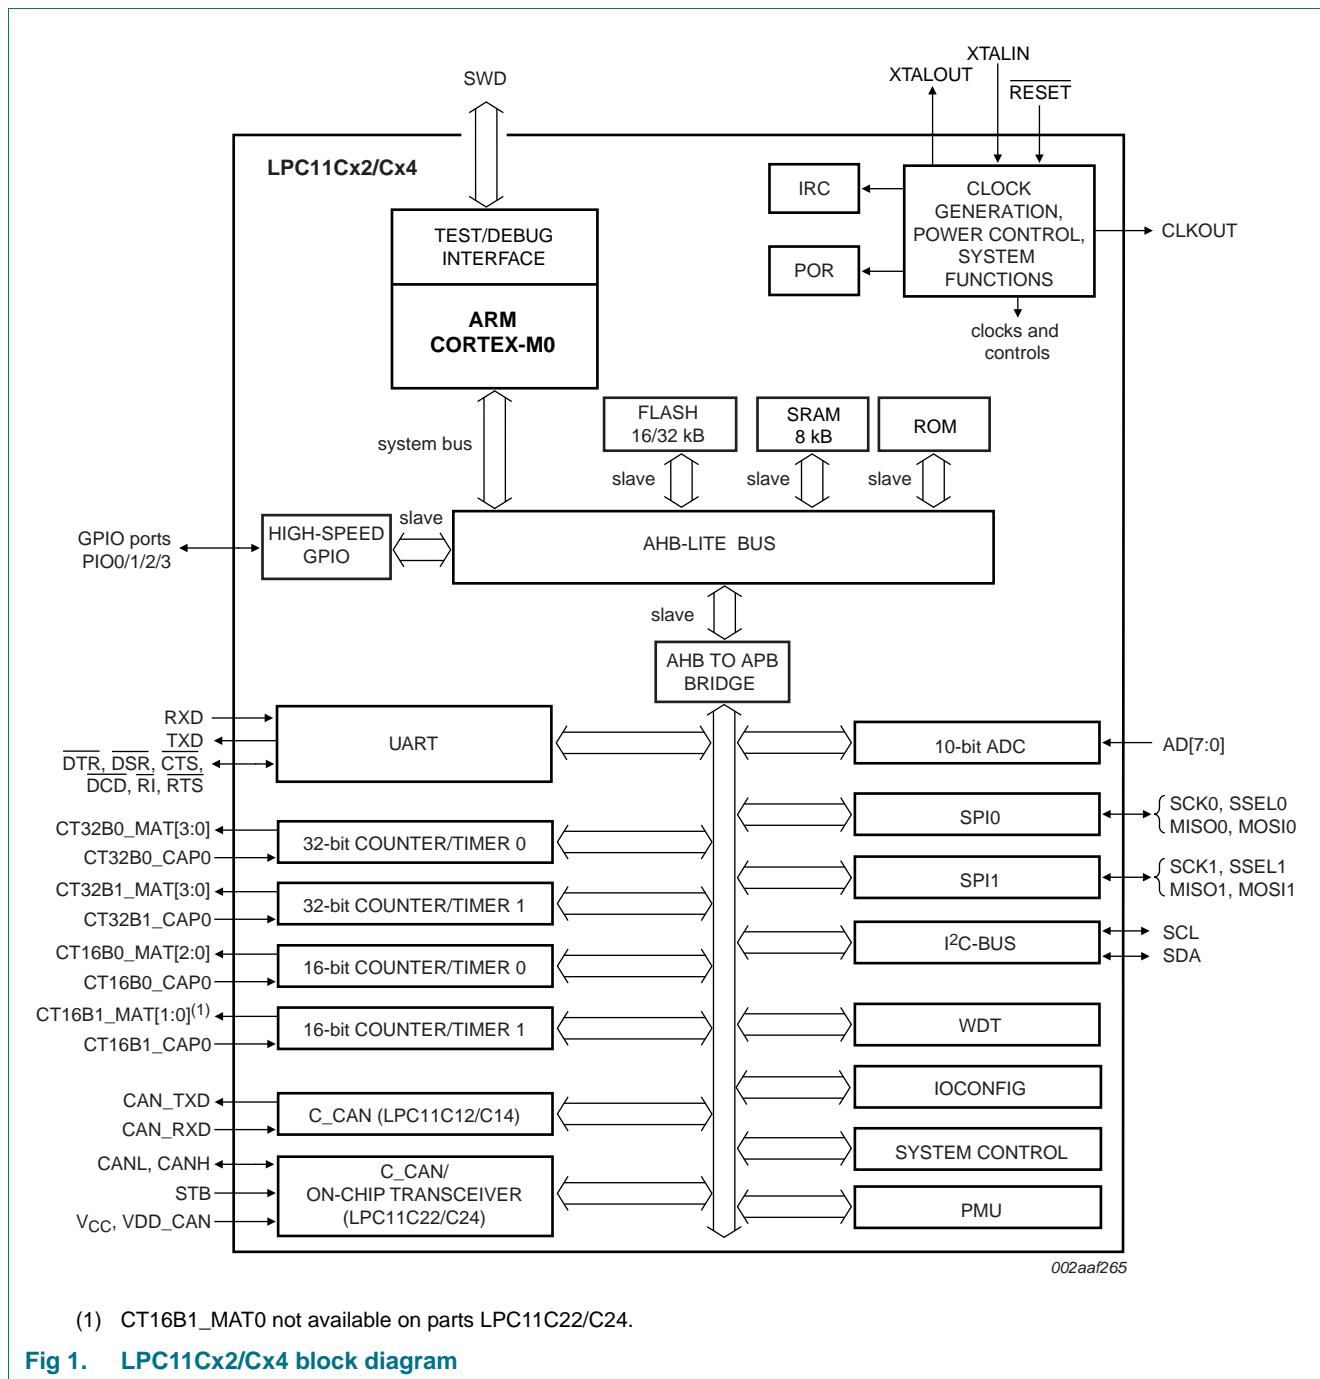 SWD
XTALIN
XTALOUT
RESET
LPC11Cx2/Cx4
TEST/DEBUG
INTERFACE
ARM
CORTEX-M0
IRC
POR
CLOCK
GENERATION,
POWER CONTROL,
SYSTEM
FUNCTIONS
CLKOUT
clocks and
controls
system bus
FLASH
16/32 kB
SRAM
8 kB
ROM
slave
slave
slave
GPIO ports
PIO0/1/2/3
HIGH-SPEED
GPIO
slave
AHB-LITE BUS
slave
AHB TO APB
BRIDGE
RXD
TXD
DTR, DSR, CTS,
DCD, RI, RTS
UART
10-bit ADC
AD[7:0]
CT32B0_MAT[3:0]
CT32B0_CAP0
32-bit COUNTER/TIMER 0
SPI0
SCK0, SSEL0
MISO0, MOSI0
CT32B1_MAT[3:0]
CT32B1_CAP0
32-bit COUNTER/TIMER 1
SPI1
SCK1, SSEL1
MISO1, MOSI1
CT16B0_MAT[2:0]
CT16B0_CAP0
16-bit COUNTER/TIMER 0
I2C-BUS
SCL
SDA
CT16B1_MAT[1:0](1)
CT16B1_CAP0
16-bit COUNTER/TIMER 1
WDT
IOCONFIG
CAN_TXD
CAN_RXD
C_CAN (LPC11C12/C14)
SYSTEM CONTROL
CANL, CANH
STB
VCC, VDD_CAN
C_CAN/
ON-CHIP TRANSCEIVER
(LPC11C22/C24)
PMU
002aaf265
(1) CT16B1_MAT0 not available on parts LPC11C22/C24.
Fig 1. LPC11Cx2/Cx4 block diagram